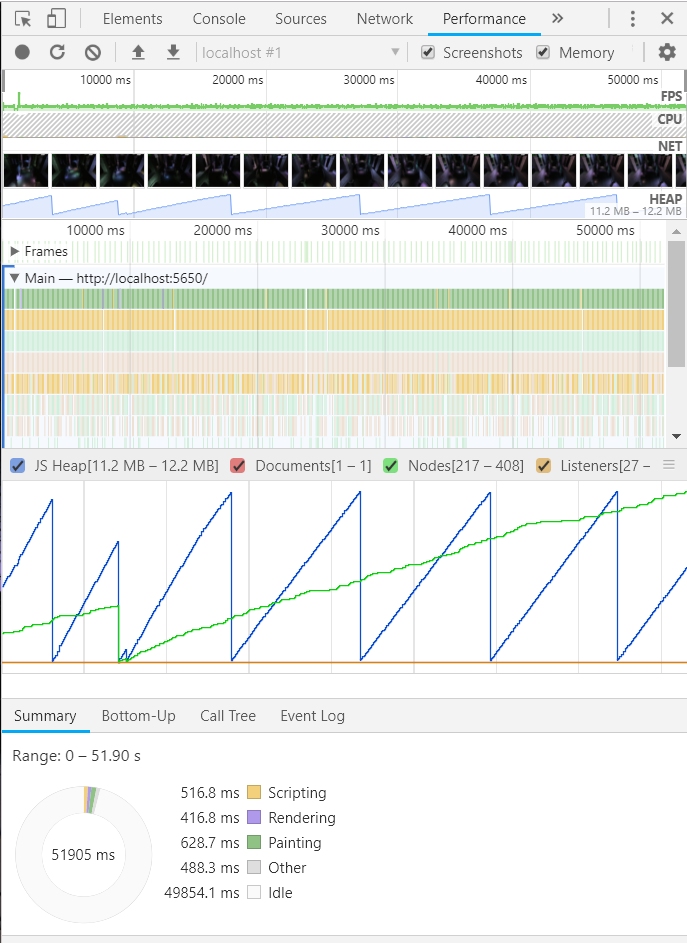 Elements Console Sources Network Performance »
localhost #1 Screenshots Memory
10000 ms 20000 ms 30000 ms 40000 ms 50000 ms
FPS
CPU
NET
HEAP
11.2 MB – 12.2 MB
10000 ms 20000 ms 30000 ms 40000 ms 50000 ms
Frames
Main — http://localhost:5650/
JS Heap[11.2 MB – 12.2 MB] Documents[1 – 1] Nodes[217 – 408] Listeners[27 –
Summary Bottom-Up Call Tree Event Log
Range: 0 – 51.90 s
516.8 ms Scripting
416.8 ms Rendering
628.7 ms Painting
51905 ms
488.3 ms Other
49854.1 ms Idle